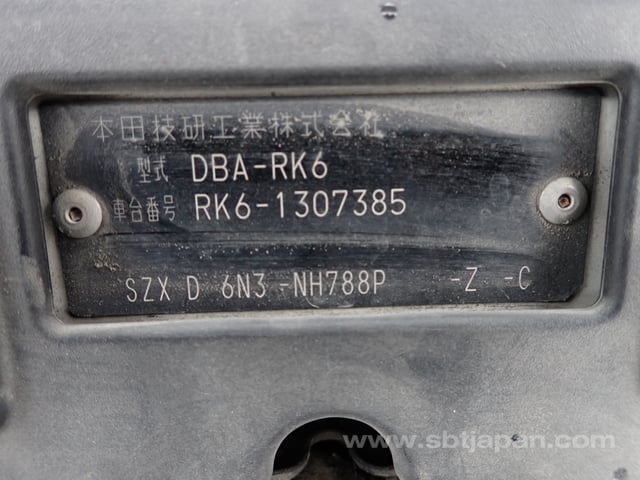 本田技研工業株式会社
型式 DBA-RK6
車台番号 RK6-1307385
SZX D 6N3 -NH788P -Z -C
www.sbtjapan.com